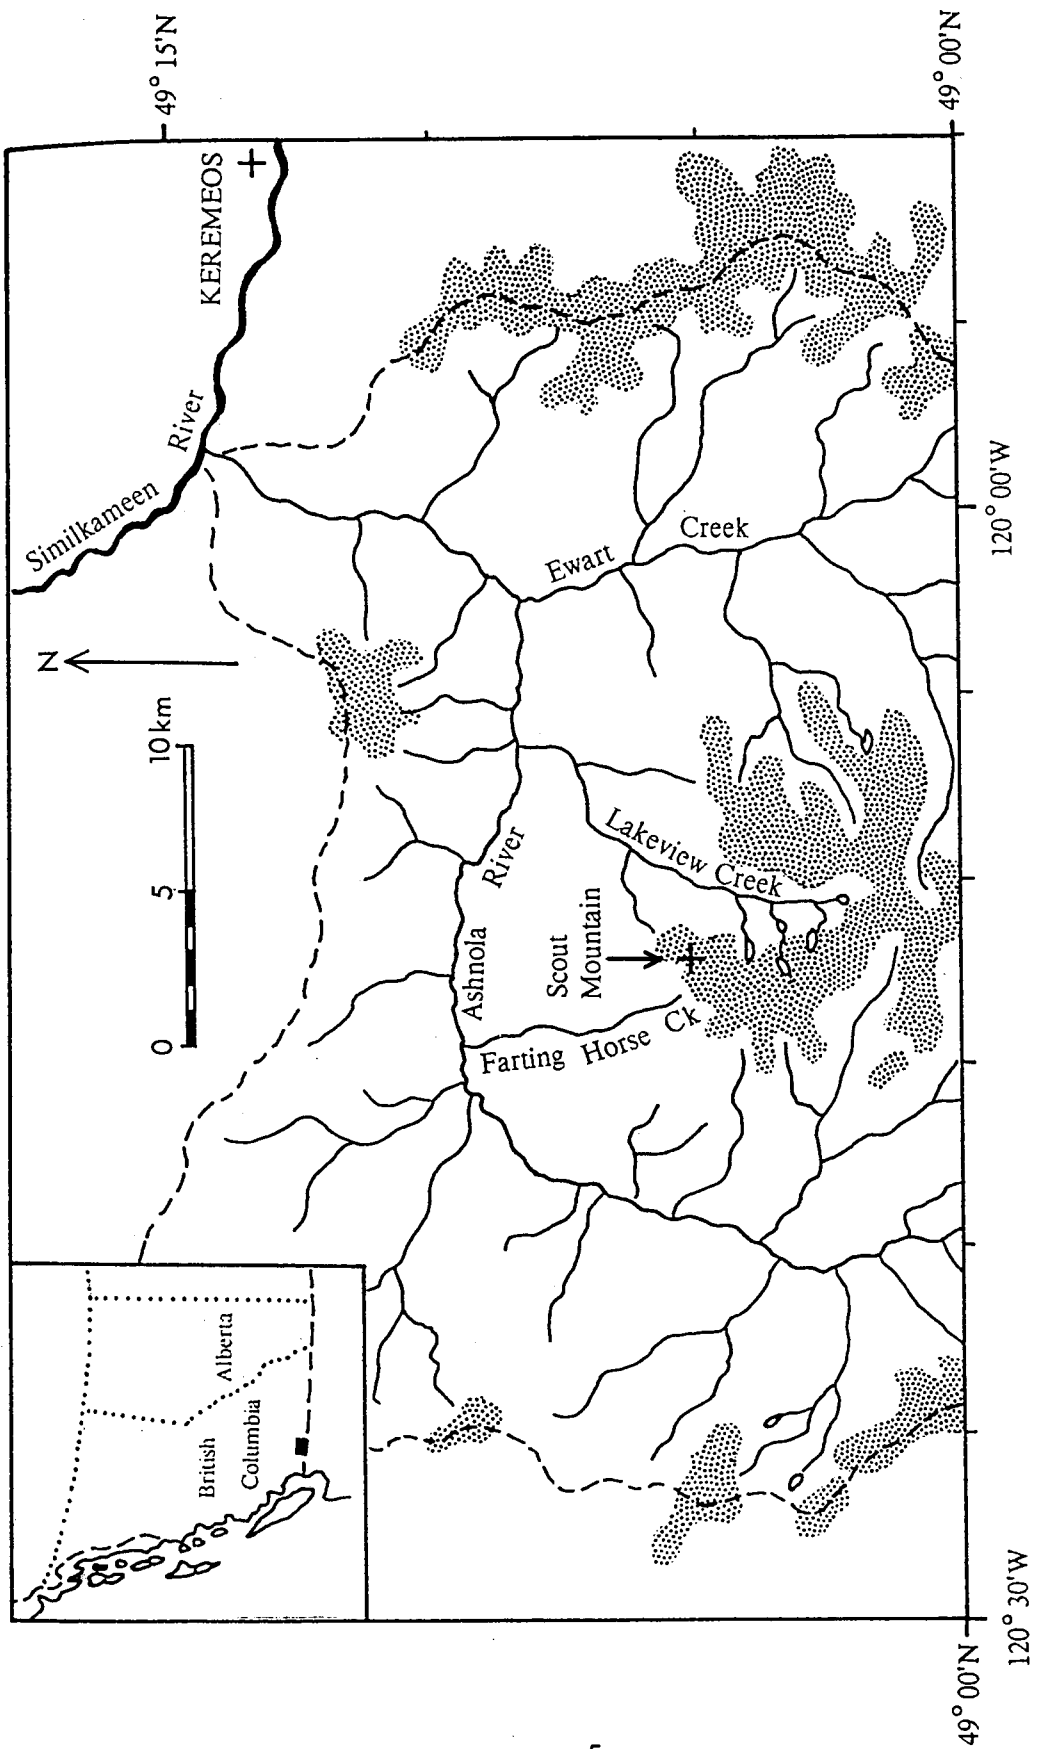 49° 15'N
49° 00'N
KEREMEOS
River
Similkameen
N
10 km
5
0
Ewart
Creek
120° 00'W
Lakeview Creek
River
Ashnola
Scout
Mountain
Farting Horse Ck
Alberta
British
Columbia
49° 00'N
120° 30'W